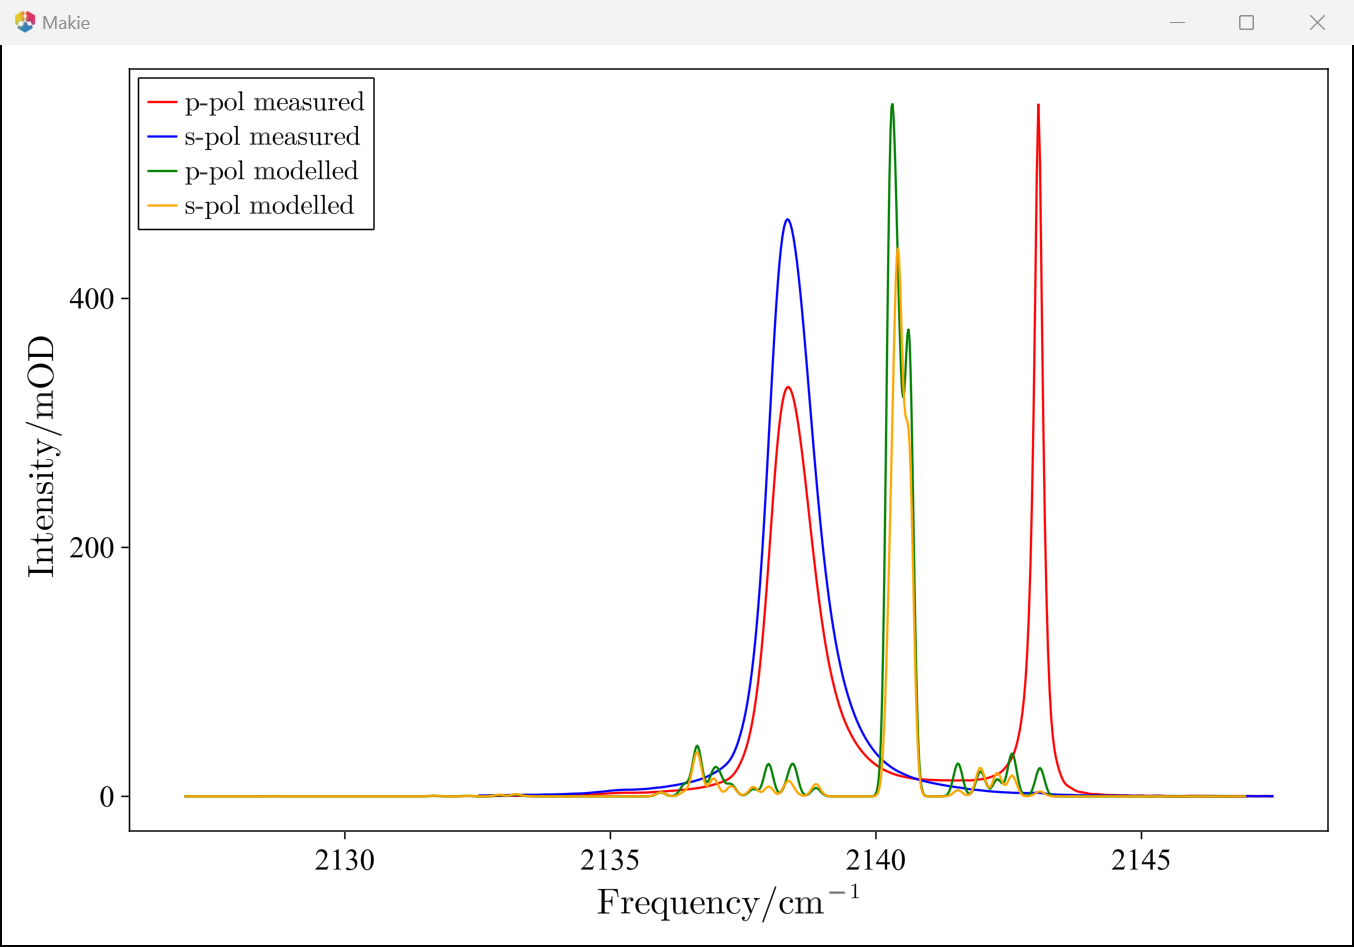 Makie
p-pol measured
s-pol measured
p-pol modelled
s-pol modelled
400
200
0
Intensity/mOD
2130 2135 2140 2145
Frequency/cm⁻¹